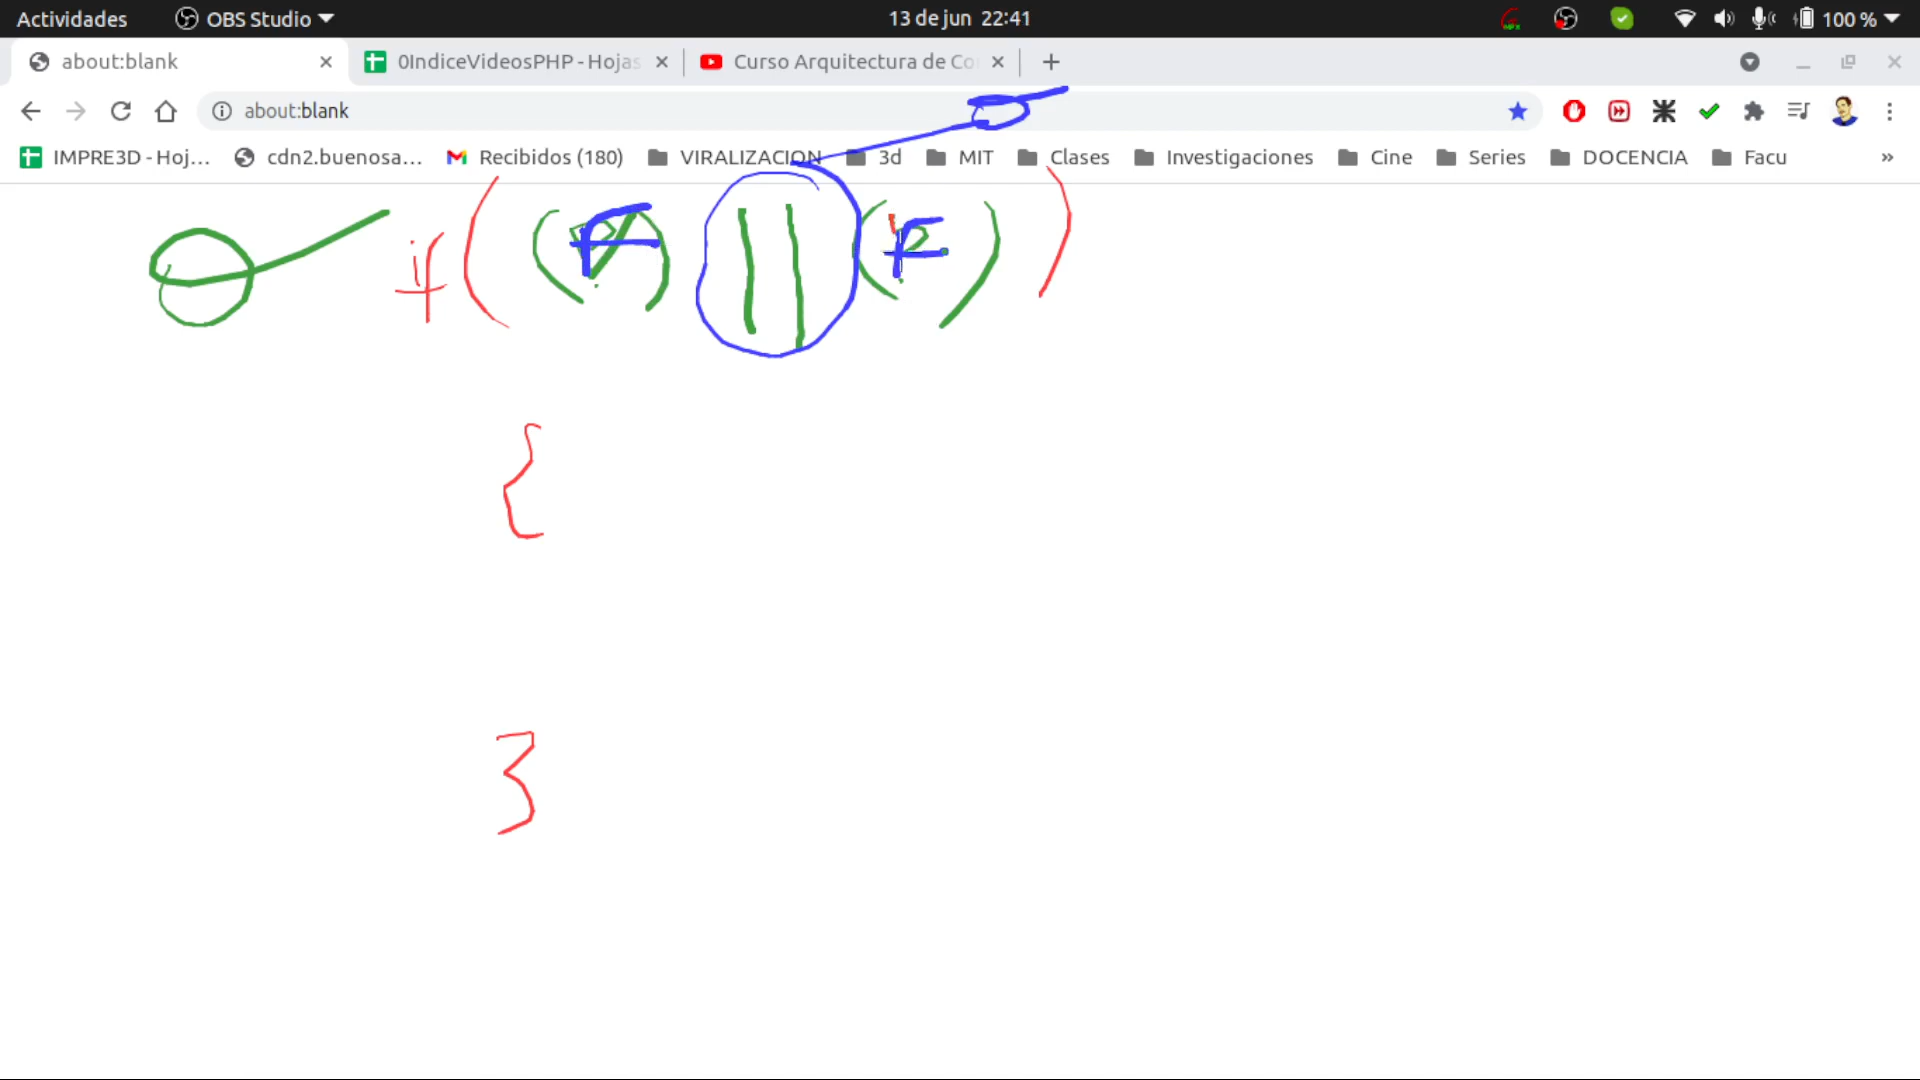 Actividades OBS Studio 13 de jun 22:41 100 %
about:blank 0IndiceVideosPHP - Hojas Curso Arquitectura de Co
about:blank
IMPRE3D - Hoj... cdn2.buenosa... Recibidos (180) VIRALIZACION 3d MIT Clases Investigaciones Cine Series DOCENCIA Facu »
if ( (F) || (F) )
{
}